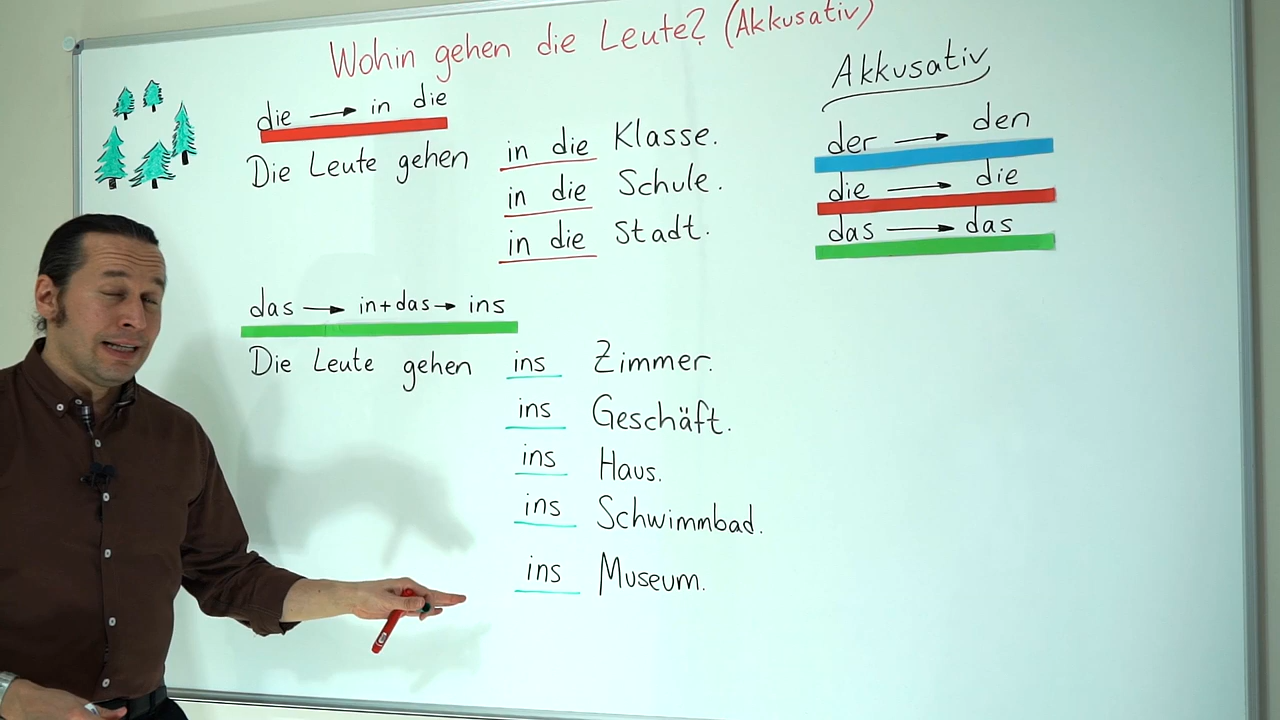 Wohin gehen die Leute? (Akkusativ)
die → in die
Die Leute gehen in die Klasse.
in die Schule.
in die Stadt.
das → in+das → ins
Die Leute gehen ins Zimmer.
ins Geschäft.
ins Haus.
ins Schwimmbad.
ins Museum.
Akkusativ
der → den
die → die
das → das